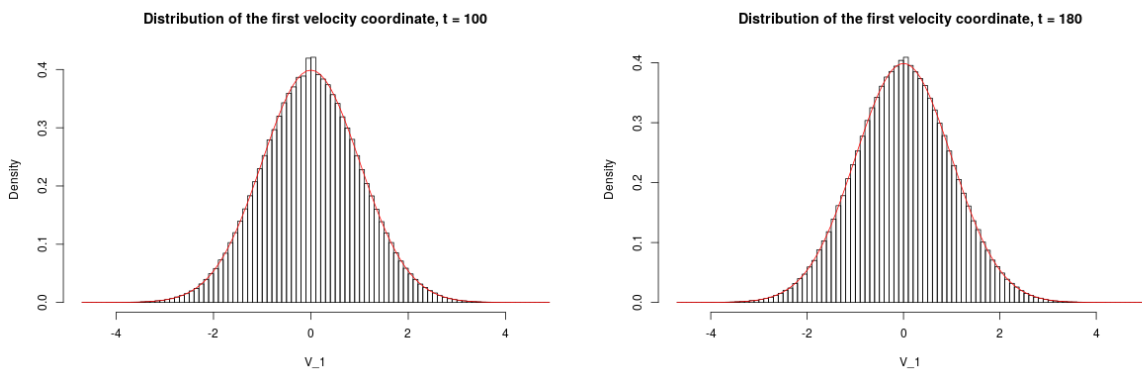 Distribution of the first velocity coordinate, t = 100
Density
0.4
0.3
0.2
0.1
0.0
-4 -2 0 2 4
V_1
Distribution of the first velocity coordinate, t = 180
Density
0.4
0.3
0.2
0.1
0.0
-4 -2 0 2 4
V_1